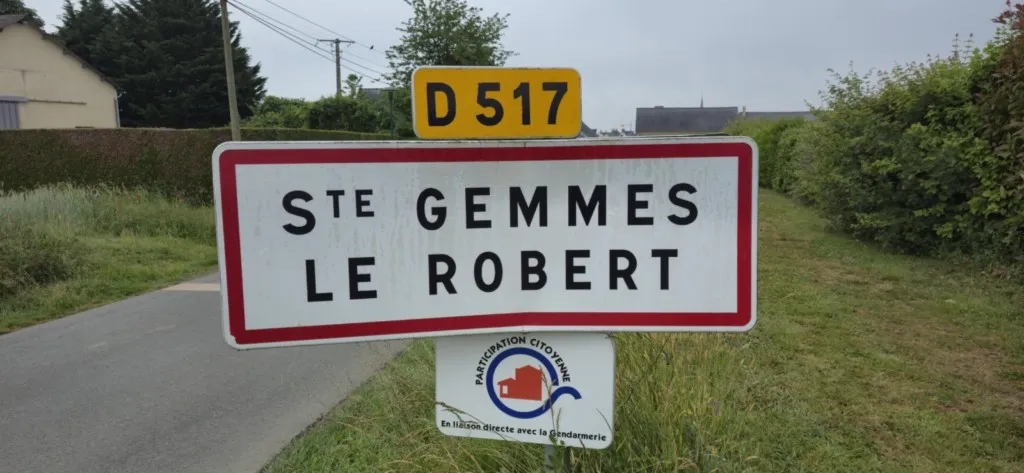 D 517
STE GEMMES
LE ROBERT
PARTICIPATION CITOYENNE
En liaison directe avec la Gendarmerie